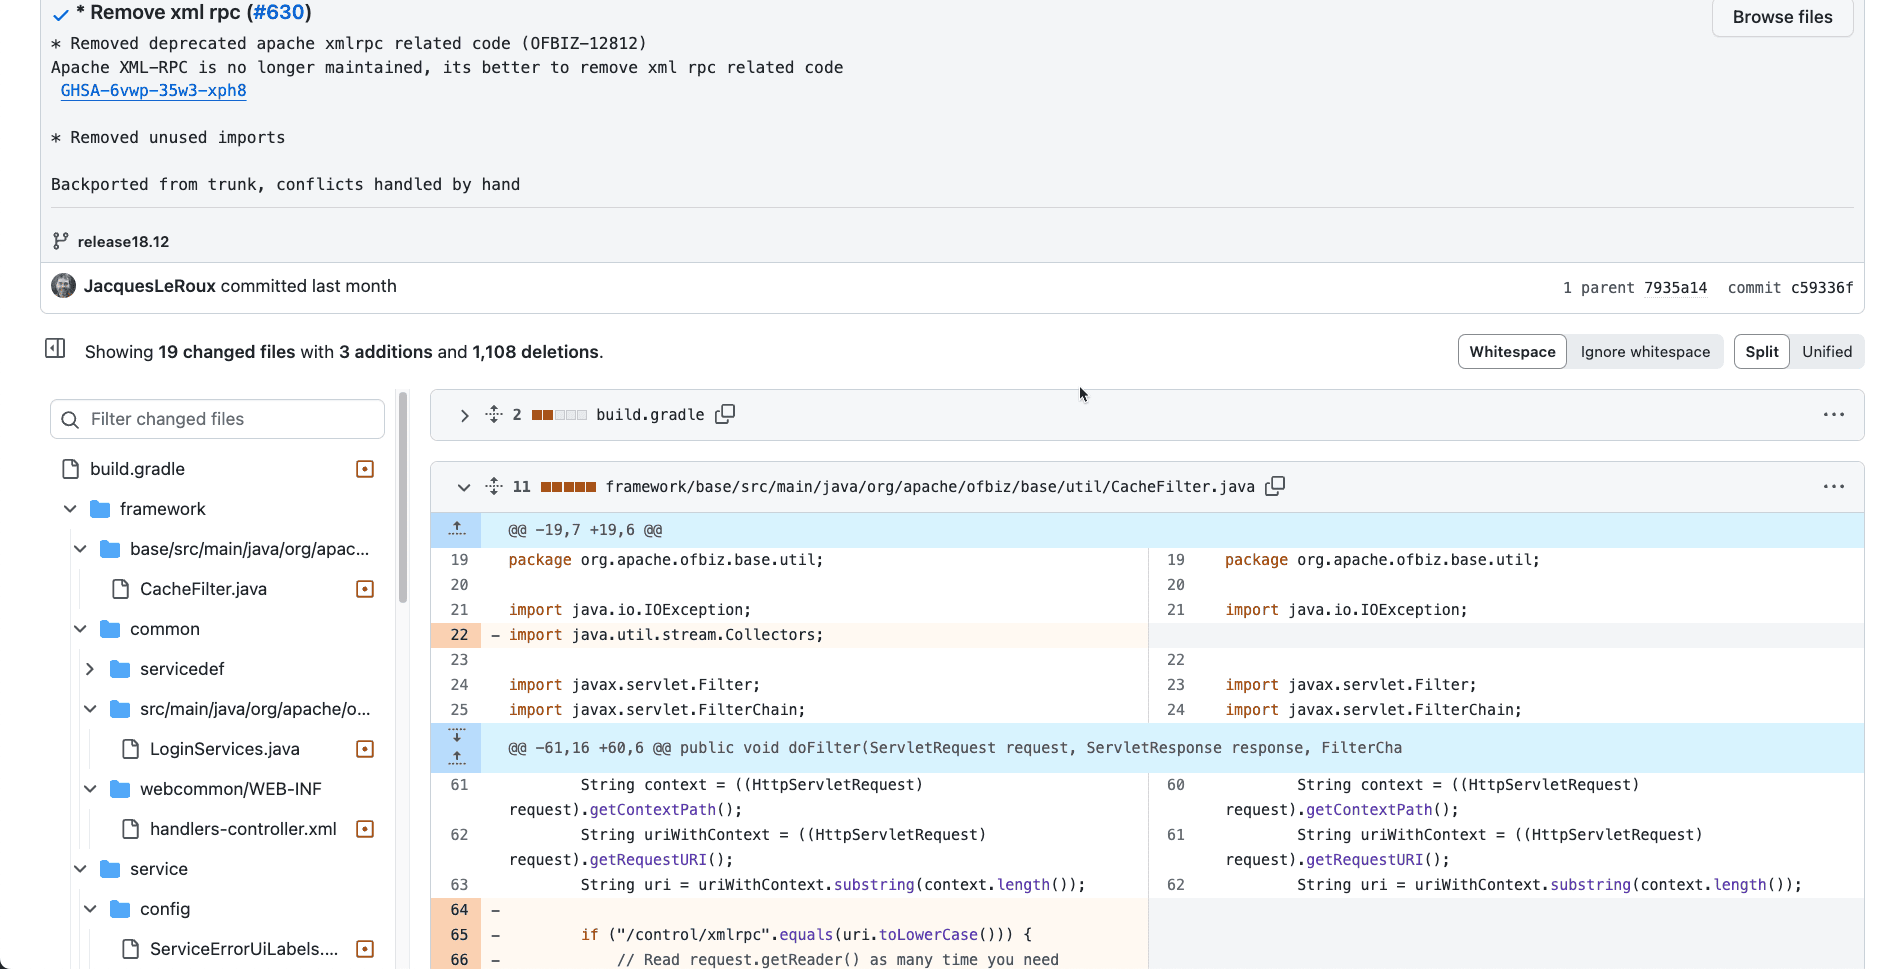 * Remove xml rpc (#630)
Browse files
* Removed deprecated apache xmlrpc related code (OFBIZ-12812)
Apache XML-RPC is no longer maintained, its better to remove xml rpc related code
GHSA-6vwp-35w3-xph8
* Removed unused imports
Backported from trunk, conflicts handled by hand
release18.12
JacquesLeRoux committed last month
1 parent 7935a14 commit c59336f
Showing 19 changed files with 3 additions and 1,108 deletions.
Whitespace Ignore whitespace Split Unified
Filter changed files
build.gradle
framework
base/src/main/java/org/apac...
CacheFilter.java
common
servicedef
src/main/java/org/apache/o...
LoginServices.java
webcommon/WEB-INF
handlers-controller.xml
service
config
ServiceErrorUiLabels....
2 build.gradle
11 framework/base/src/main/java/org/apache/ofbiz/base/util/CacheFilter.java
@@ -19,7 +19,6 @@
19 package org.apache.ofbiz.base.util; 19 package org.apache.ofbiz.base.util;
20 20
21 import java.io.IOException; 21 import java.io.IOException;
22 - import java.util.stream.Collectors;
23 22
24 import javax.servlet.Filter; 23 import javax.servlet.Filter;
25 import javax.servlet.FilterChain; 24 import javax.servlet.FilterChain;
@@ -61,16 +60,6 @@ public void doFilter(ServletRequest request, ServletResponse response, FilterCha
61 String context = ((HttpServletRequest) 60 String context = ((HttpServletRequest)
request).getContextPath(); request).getContextPath();
62 String uriWithContext = ((HttpServletRequest) 61 String uriWithContext = ((HttpServletRequest)
request).getRequestURI(); request).getRequestURI();
63 String uri = uriWithContext.substring(context.length()); 62 String uri = uriWithContext.substring(context.length());
64 -
65 - if ("/control/xmlrpc".equals(uri.toLowerCase())) {
66 - // Read request.getReader() as many time you need